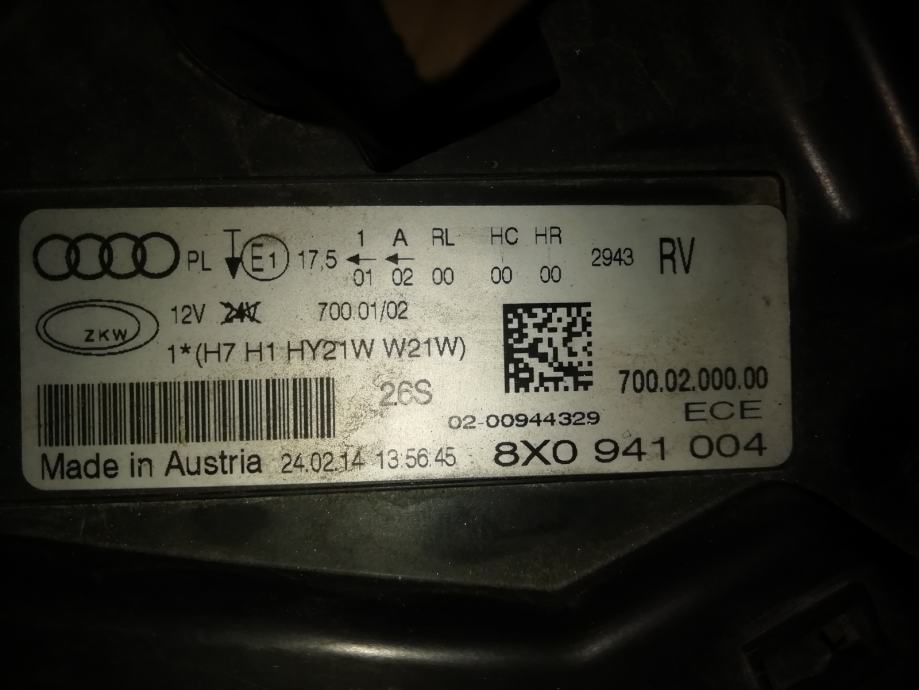 1 A RL HC HR
PL E1 17,5 ← ← 2943 RV
01 02 00 00 00
12V 24V 700.01/02
ZKW
1*(H7 H1 HY21W W21W)
26S 700.02.000.00
02-00944329 ECE
Made in Austria 24.02.14 13:56:45 8X0 941 004